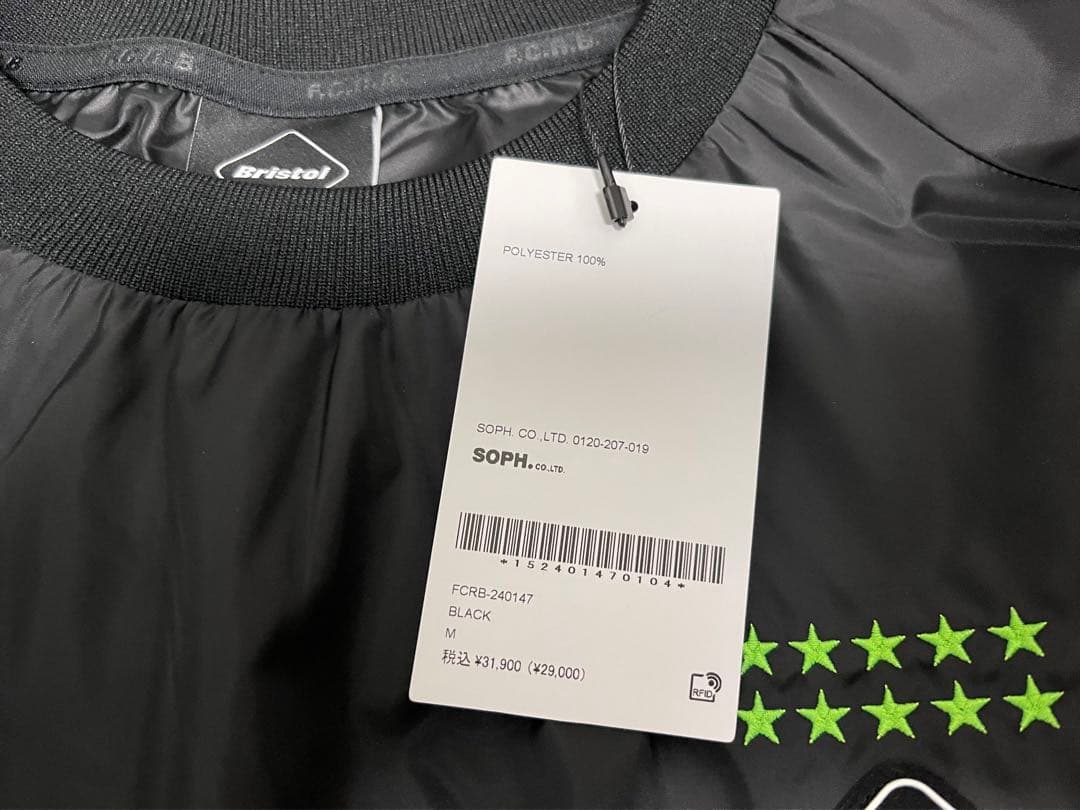 F.C.R.B.
F.C.R.B.
F.C.R.B.
Bristol
POLYESTER 100%
SOPH. CO.,LTD. 0120-207-019
SOPH. CO.,LTD.
*152401470104*
FCRB-240147
BLACK
M
税込 ¥31,900 (¥29,000)
RFID